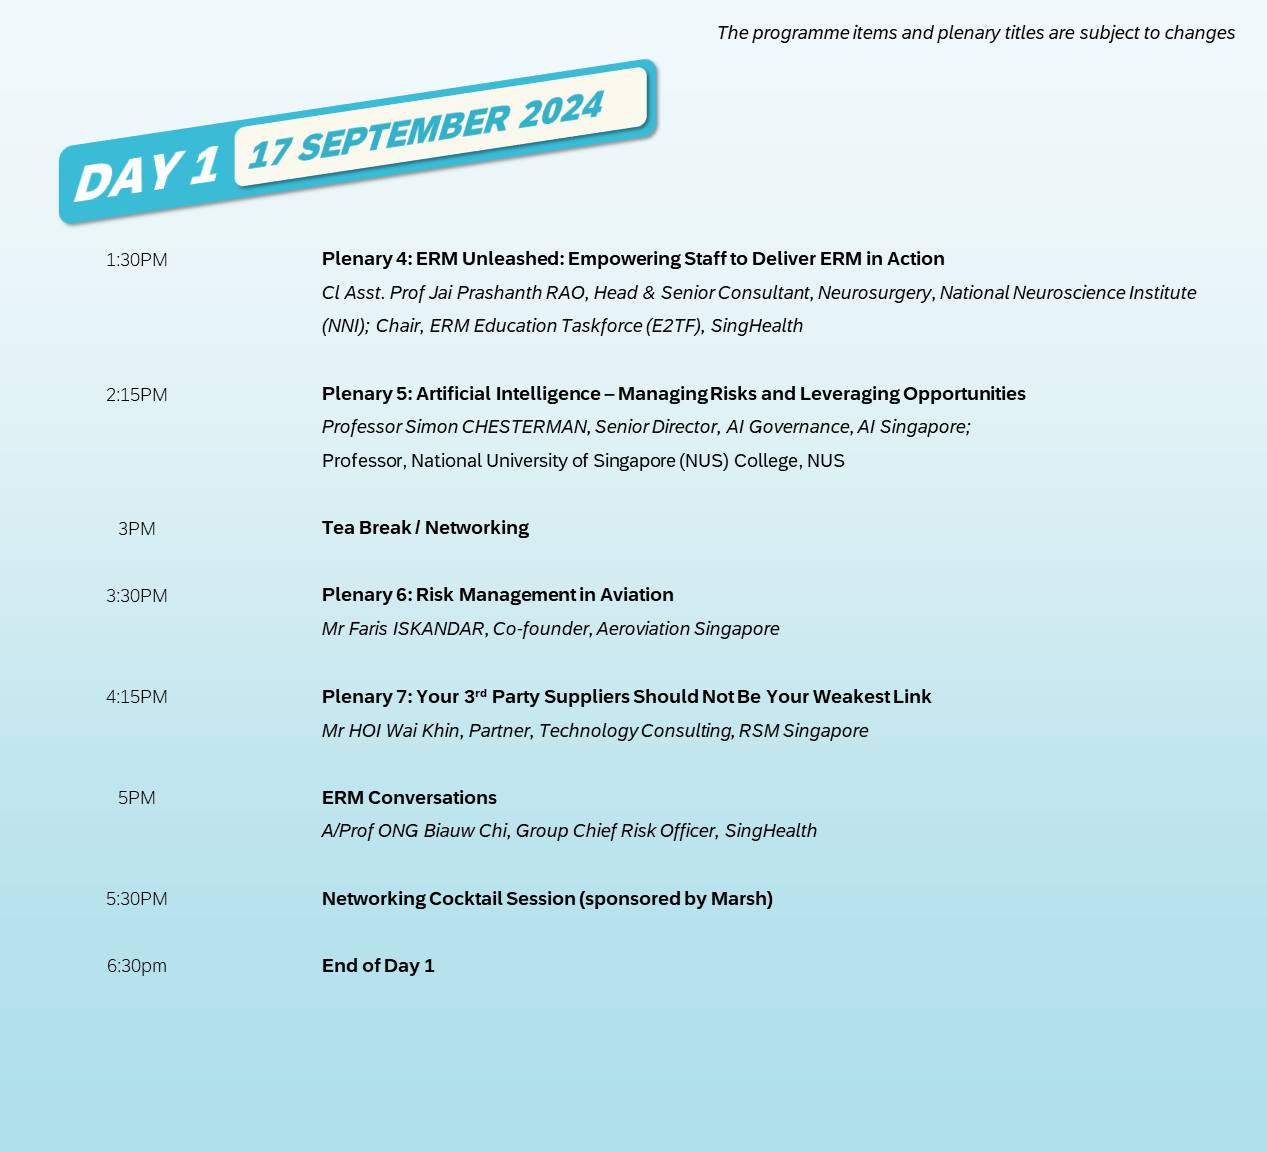 The programme items and plenary titles are subject to changes
DAY 1 17 SEPTEMBER 2024
1:30PM Plenary 4: ERM Unleashed: Empowering Staff to Deliver ERM in Action
Cl Asst. Prof Jai Prashanth RAO, Head & Senior Consultant, Neurosurgery, National Neuroscience Institute
(NNI); Chair, ERM Education Taskforce (E2TF), SingHealth
2:15PM Plenary 5: Artificial Intelligence – Managing Risks and Leveraging Opportunities
Professor Simon CHESTERMAN, Senior Director, AI Governance, AI Singapore;
Professor, National University of Singapore (NUS) College, NUS
3PM Tea Break / Networking
3:30PM Plenary 6: Risk Management in Aviation
Mr Faris ISKANDAR, Co-founder, Aeroviation Singapore
4:15PM Plenary 7: Your 3rd Party Suppliers Should Not Be Your Weakest Link
Mr HOI Wai Khin, Partner, Technology Consulting, RSM Singapore
5PM ERM Conversations
A/Prof ONG Biauw Chi, Group Chief Risk Officer, SingHealth
5:30PM Networking Cocktail Session (sponsored by Marsh)
6:30pm End of Day 1